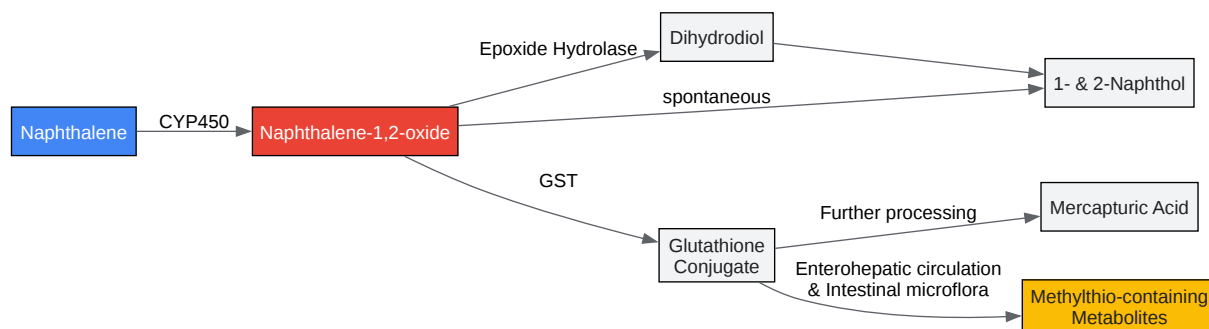 Naphthalene
CYP450
Naphthalene-1,2-oxide
Epoxide Hydrolase
Dihydrodiol
spontaneous
1- & 2-Naphthol
GST
Glutathione
Conjugate
Further processing
Mercapturic Acid
Enterohepatic circulation
& Intestinal microflora
Methylthio-containing
Metabolites